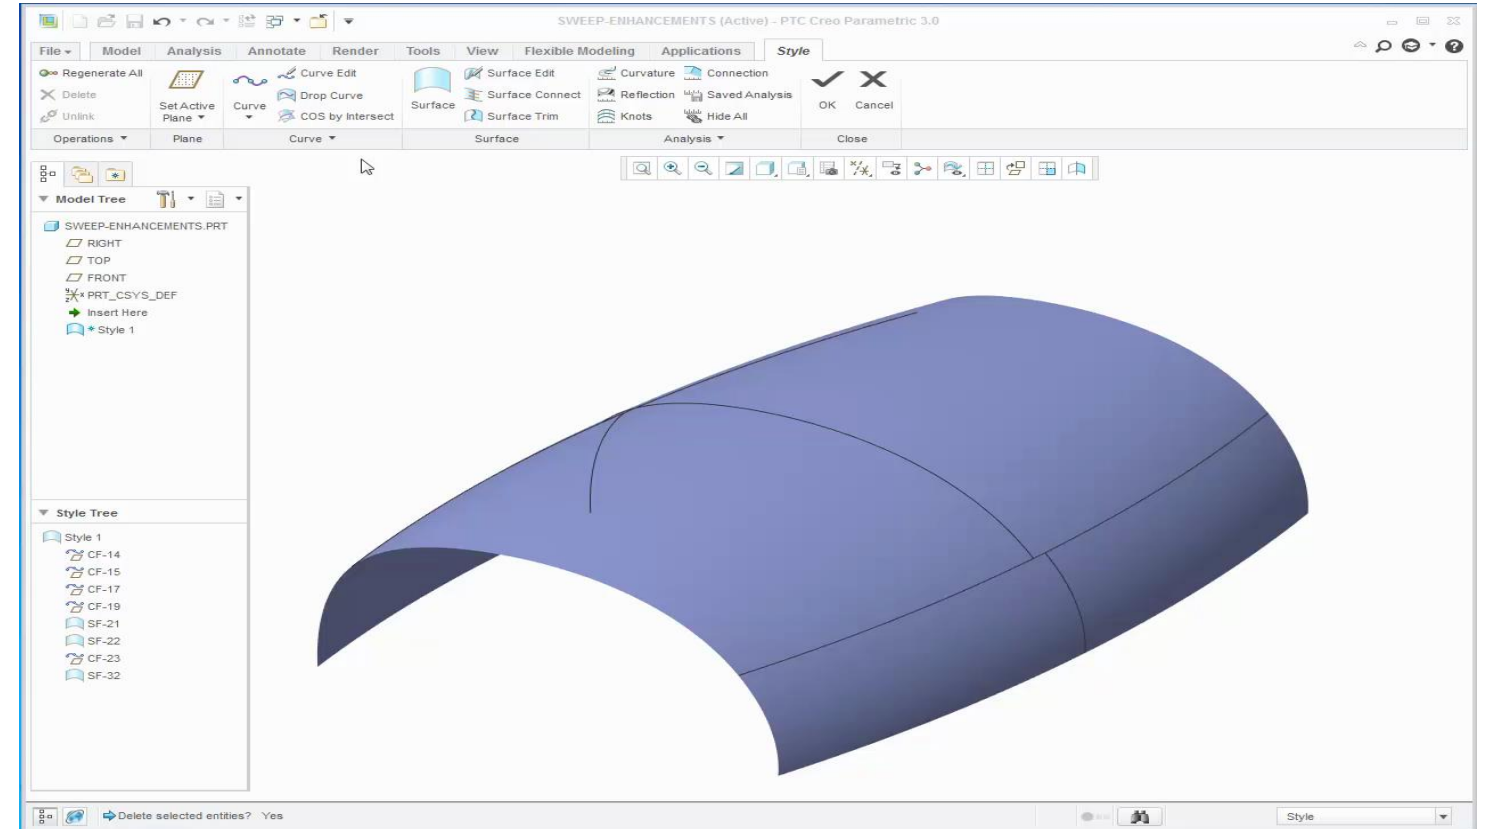 SWEEP-ENHANCEMENTS (Active) - PTC Creo Parametric 3.0
File Model Analysis Annotate Render Tools View Flexible Modeling Applications Style
Regenerate All
Delete
Unlink
Set Active
Plane
Curve
Curve Edit
Drop Curve
COS by Intersect
Surface
Surface Edit
Surface Connect
Surface Trim
Curvature
Reflection
Knots
Connection
Saved Analysis
Hide All
OK
Cancel
Operations Plane Curve Surface Analysis Close
Model Tree
SWEEP-ENHANCEMENTS.PRT
RIGHT
TOP
FRONT
PRT_CSYS_DEF
Insert Here
Style 1
Style Tree
Style 1
CF-14
CF-15
CF-17
CF-19
SF-21
SF-22
CF-23
SF-32
Delete selected entities? Yes
Style